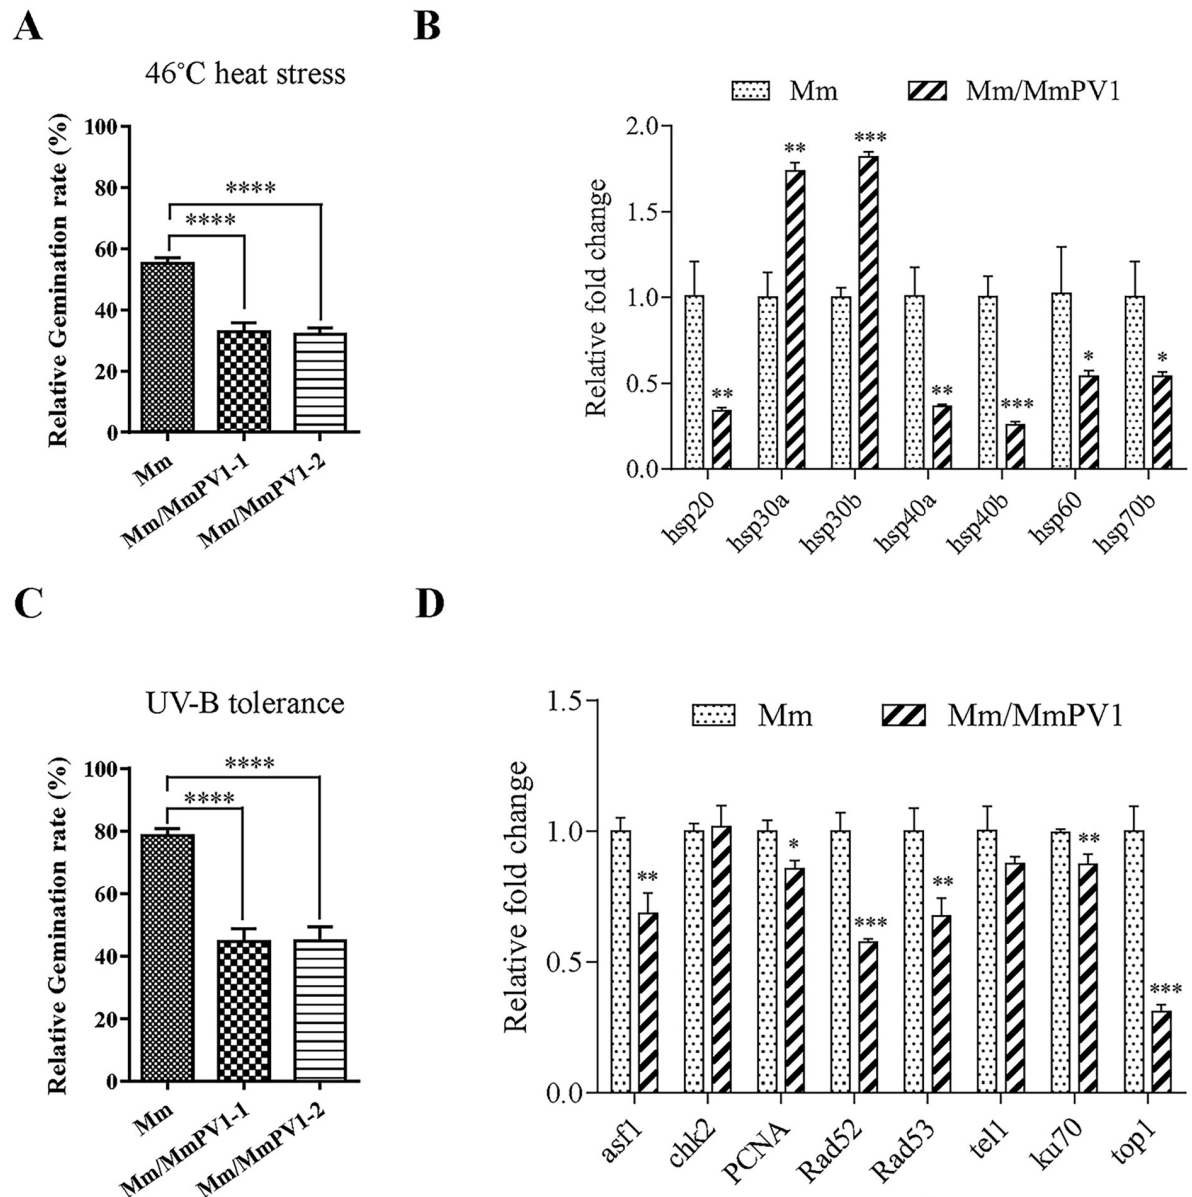 A
46°C heat stress
Relative Gemination rate (%)
100
80
60
40
20
0
****
****
Mm
Mm/MmPV1-1
Mm/MmPV1-2
B
Mm
Mm/MmPV1
Relative fold change
2.0
1.5
1.0
0.5
0.0
**
**
***
**
***
*
*
hsp20
hsp30a
hsp30b
hsp40a
hsp40b
hsp60
hsp70b
C
UV-B tolerance
Relative Gemination rate (%)
100
80
60
40
20
0
****
****
Mm
Mm/MmPV1-1
Mm/MmPV1-2
D
Mm
Mm/MmPV1
Relative fold change
1.5
1.0
0.5
0.0
**
*
***
**
**
***
asf1
chk2
PCNA
Rad52
Rad53
tel1
ku70
top1